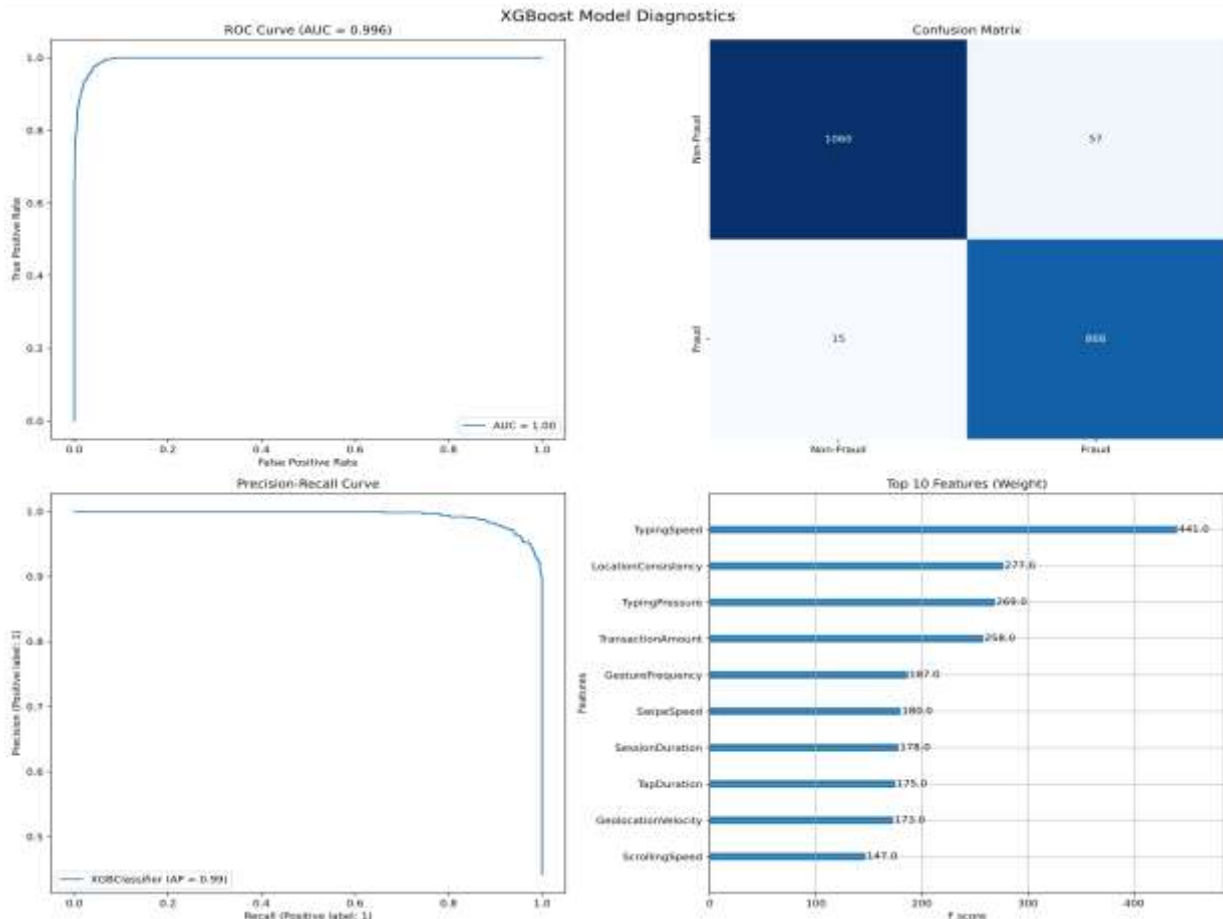 XGBoost Model Diagnostics
ROC Curve (AUC = 0.996)
1.0
0.8
0.6
0.4
0.2
0.0
True Positive Rate
0.0 0.2 0.4 0.6 0.8 1.0
False Positive Rate
AUC = 1.00
Confusion Matrix
Non-Fraud
Fraud
1060 57
15 868
Non-Fraud Fraud
Precision-Recall Curve
1.0
0.9
0.8
0.7
0.6
0.5
Precision (Positive label: 1)
XGBClassifier (AP = 0.99)
0.0 0.2 0.4 0.6 0.8 1.0
Recall (Positive label: 1)
Top 10 Features (Weight)
Features
TypingSpeed 441.0
LocationConsistency 277.0
TypingPressure 269.0
TransactionAmount 258.0
GestureFrequency 187.0
SwipeSpeed 180.0
SessionDuration 178.0
TapDuration 175.0
GeolocationVelocity 173.0
ScrollingSpeed 147.0
0 100 200 300 400
F score